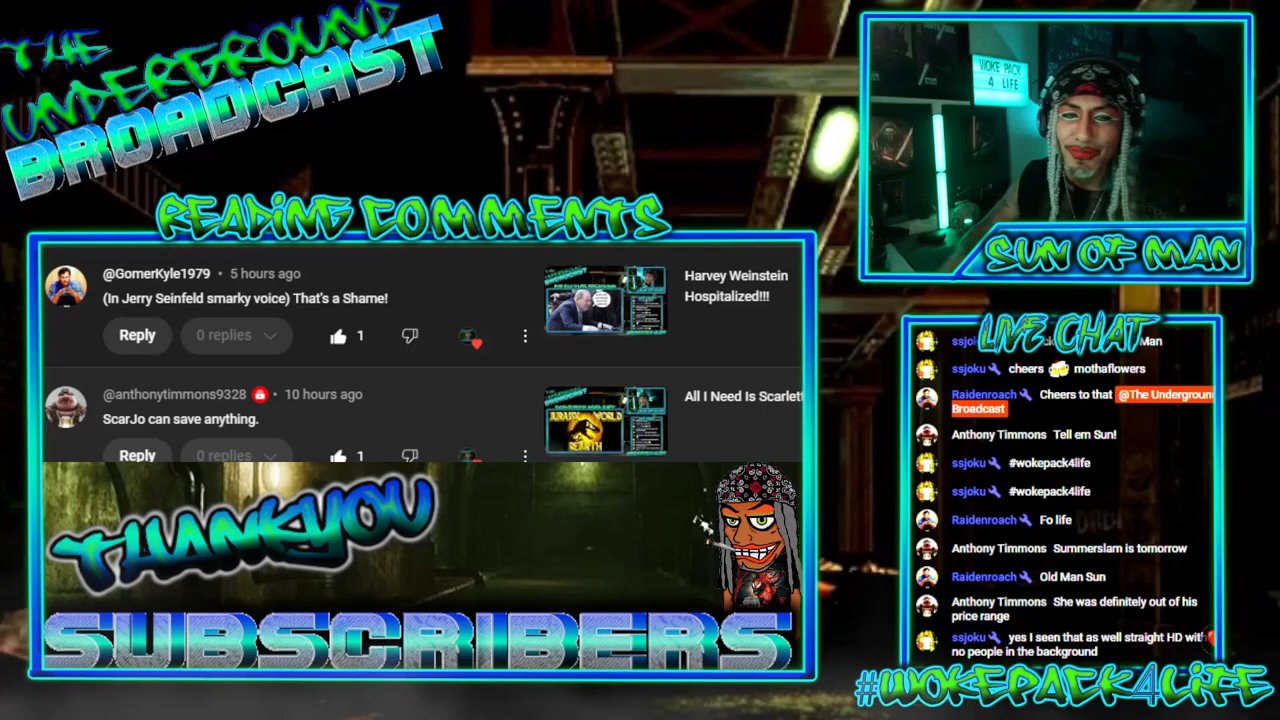 THE
UNDERGROUND
BROADCAST
READING COMMENTS
@GomerKyle1979 • 5 hours ago
(In Jerry Seinfeld smarky voice) That's a Shame!
Reply 0 replies 1
Harvey Weinstein
Hospitalized!!!
@anthonytimmons9328 • 10 hours ago
ScarJo can save anything.
Reply 0 replies 1
All I Need Is Scarlett
JURASSIC WORLD
THANKYOU
SUBSCRIBERS
WOKE PACK
4 LIFE
SUN OF MAN
LIVE CHAT
Man
ssjoku cheers mothaflowers
Raidenroach Cheers to that @The Underground
Broadcast
Anthony Timmons Tell em Sun!
ssjoku #wokepack4life
ssjoku #wokepack4life
Raidenroach Fo life
Anthony Timmons Summerslam is tomorrow
Raidenroach Old Man Sun
Anthony Timmons She was definitely out of his
price range
ssjoku yes I seen that as well straight HD with
no people in the background
#WOKEPACK4LIFE